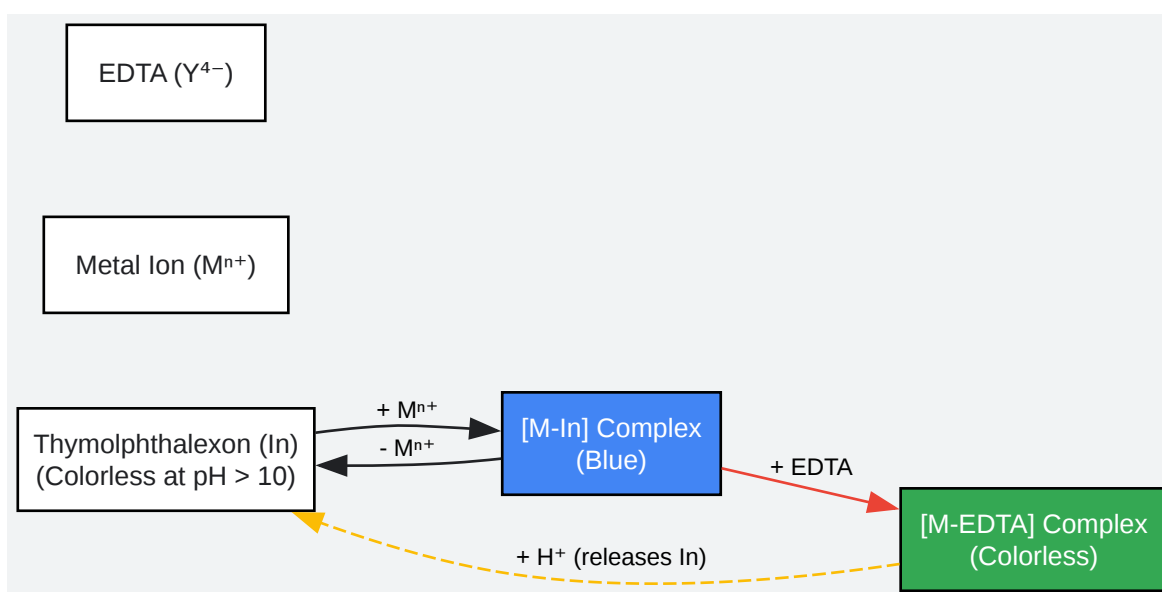 EDTA (Y⁴⁻)
Metal Ion (Mⁿ⁺)
Thymolphthalexon (In)
(Colorless at pH > 10)
+ Mⁿ⁺
- Mⁿ⁺
[M-In] Complex
(Blue)
+ EDTA
[M-EDTA] Complex
(Colorless)
+ H⁺ (releases In)